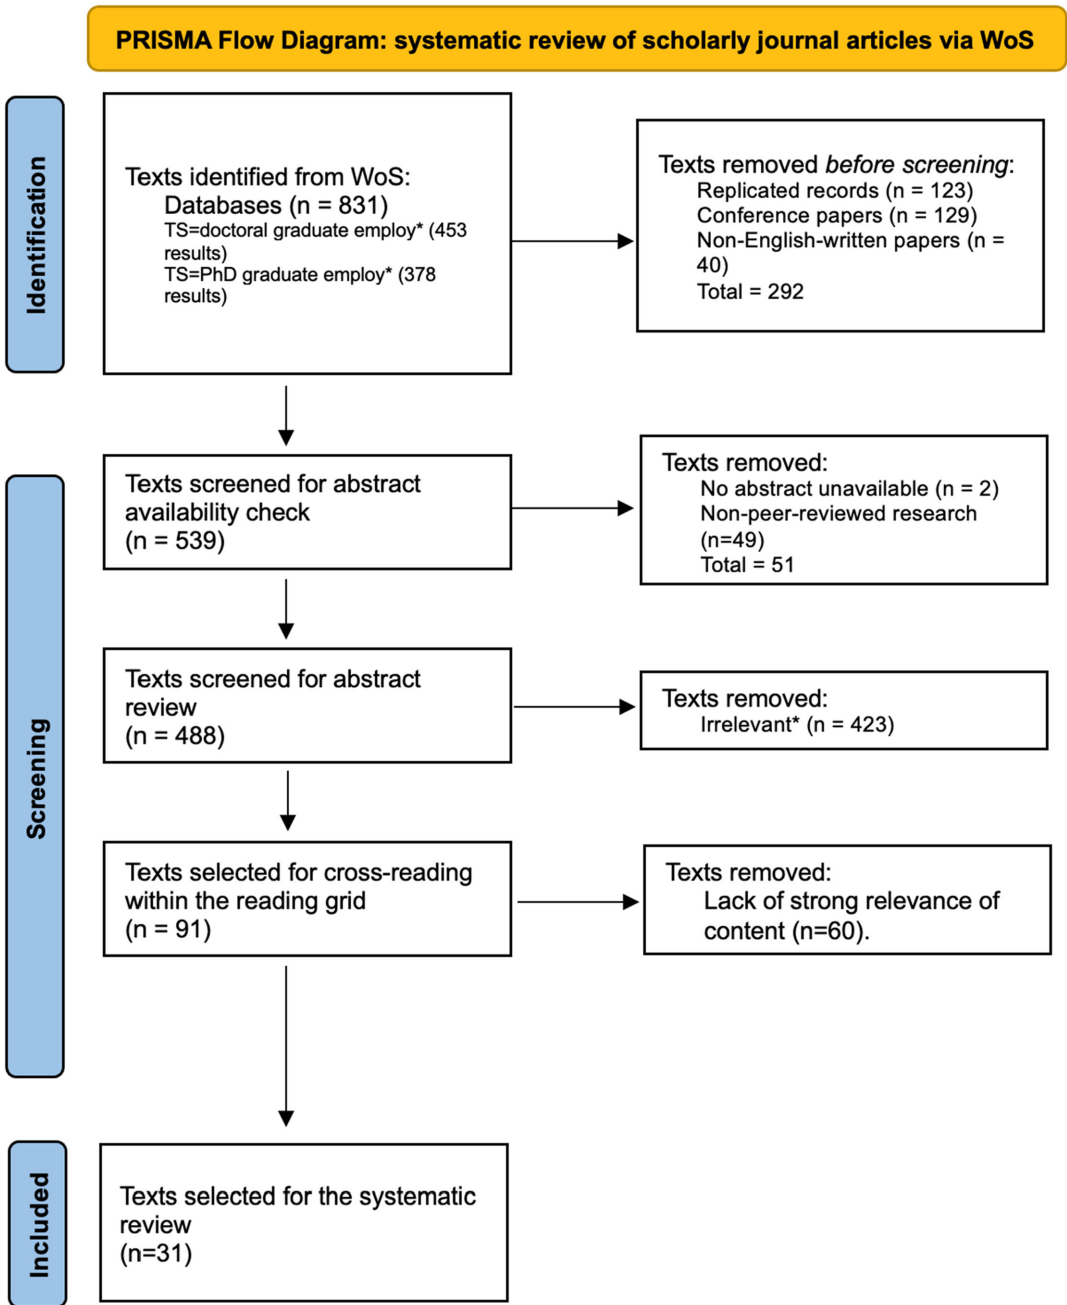 PRISMA Flow Diagram: systematic review of scholarly journal articles via WoS
Identification
Texts identified from WoS:
Databases (n = 831)
TS=doctoral graduate employ* (453
results)
TS=PhD graduate employ* (378
results)
Texts removed before screening:
Replicated records (n = 123)
Conference papers (n = 129)
Non-English-written papers (n =
40)
Total = 292
Screening
Texts screened for abstract
availability check
(n = 539)
Texts removed:
No abstract unavailable (n = 2)
Non-peer-reviewed research
(n=49)
Total = 51
Texts screened for abstract
review
(n = 488)
Texts removed:
Irrelevant* (n = 423)
Texts selected for cross-reading
within the reading grid
(n = 91)
Texts removed:
Lack of strong relevance of
content (n=60).
Included
Texts selected for the systematic
review
(n=31)